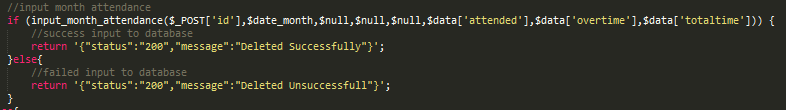 //input month attendance
if (input_month_attendance($_POST['id'],$date_month,$null,$null,$null,$data['attended'],$data['overtime'],$data['totaltime'])) {
//success input to database
return '{"status":"200","message":"Deleted Successfully"}';
}else{
//failed input to database
return '{"status":"200","message":"Deleted Unsuccessfull"}';
}